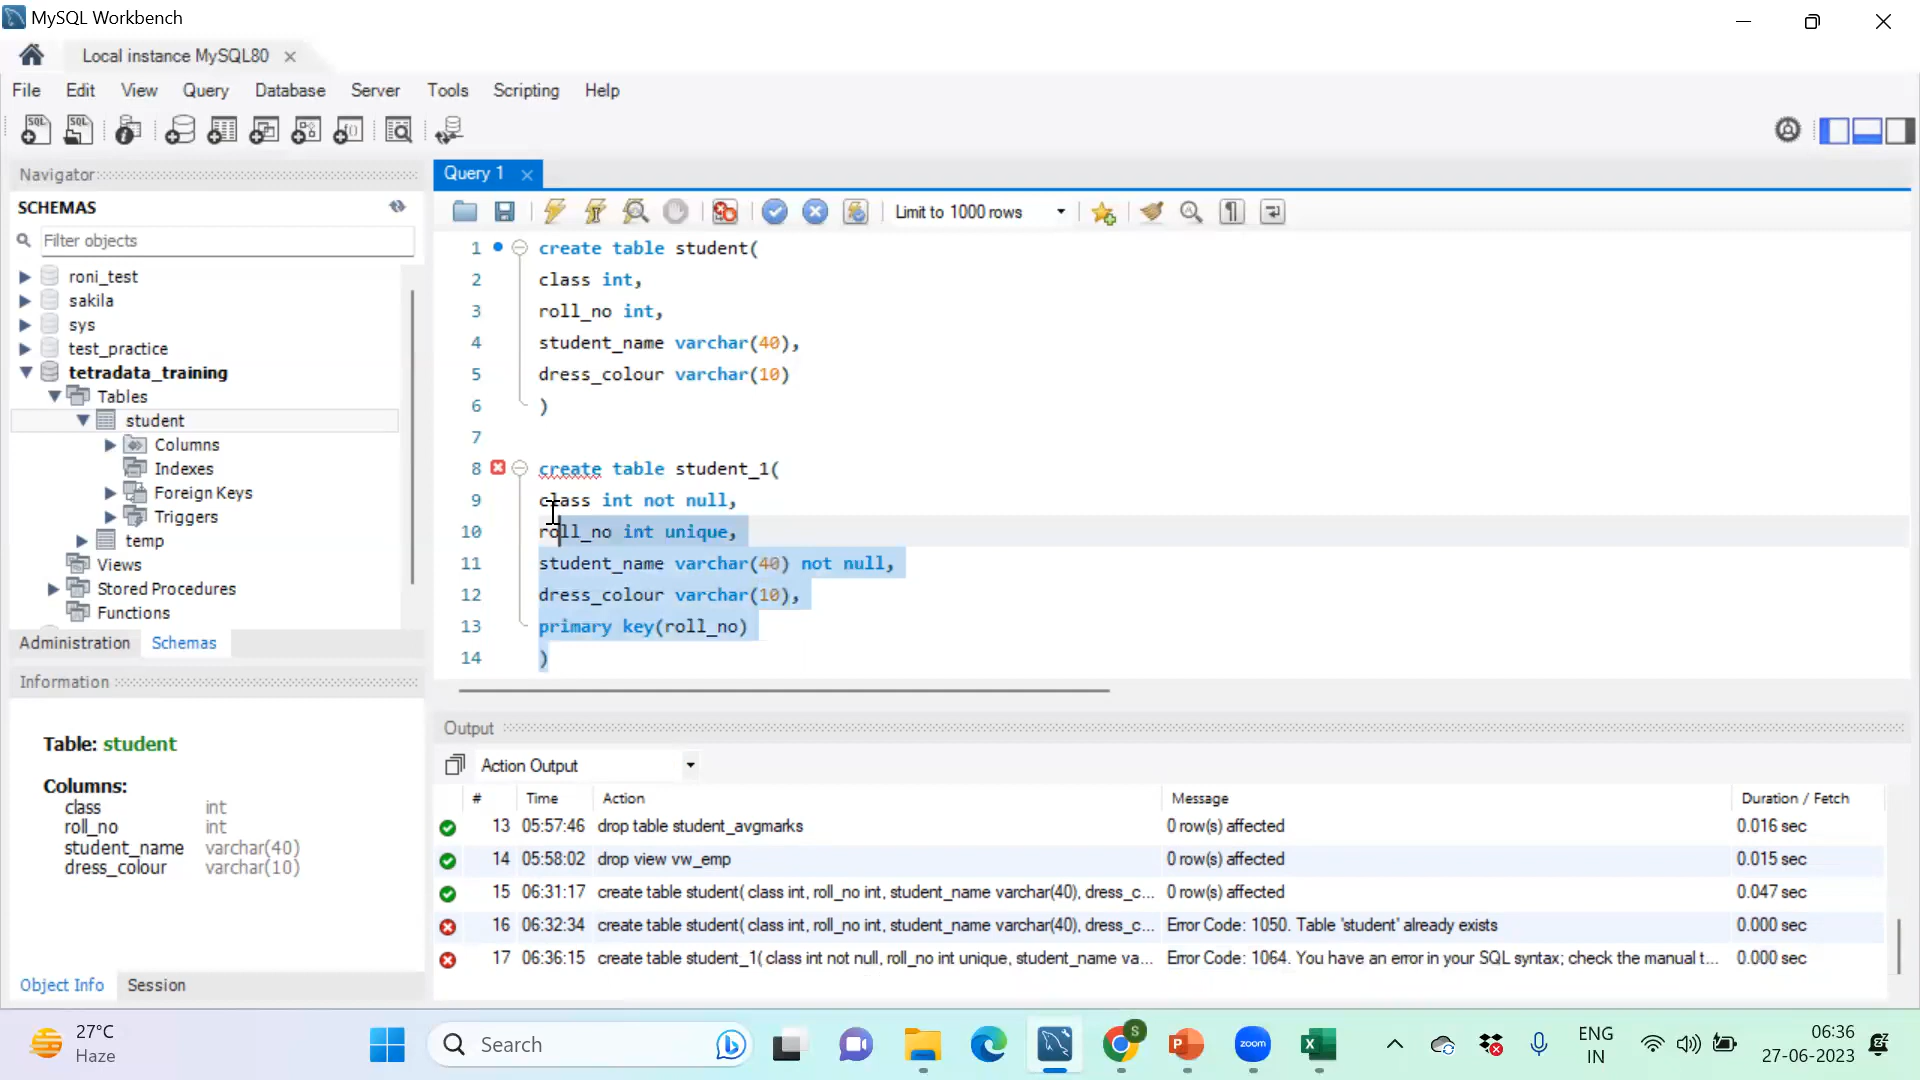 MySQL Workbench
Local instance MySQL80
File Edit View Query Database Server Tools Scripting Help
Navigator
SCHEMAS
Filter objects
roni_test
sakila
sys
test_practice
tetradata_training
Tables
student
Columns
Indexes
Foreign Keys
Triggers
temp
Views
Stored Procedures
Functions
Administration Schemas
Information
Table: student
Columns:
class int
roll_no int
student_name varchar(40)
dress_colour varchar(10)
Object Info Session
Query 1
Limit to 1000 rows
1 create table student(
2 class int,
3 roll_no int,
4 student_name varchar(40),
5 dress_colour varchar(10)
6 )
7
8 create table student_1(
9 class int not null,
10 roll_no int unique,
11 student_name varchar(40) not null,
12 dress_colour varchar(10),
13 primary key(roll_no)
14 )
Output
Action Output
# Time Action Message Duration / Fetch
13 05:57:46 drop table student_avgmarks 0 row(s) affected 0.016 sec
14 05:58:02 drop view vw_emp 0 row(s) affected 0.015 sec
15 06:31:17 create table student( class int, roll_no int, student_name varchar(40), dress_c... 0 row(s) affected 0.047 sec
16 06:32:34 create table student( class int, roll_no int, student_name varchar(40), dress_c... Error Code: 1050. Table 'student' already exists 0.000 sec
17 06:36:15 create table student_1( class int not null, roll_no int unique, student_name va... Error Code: 1064. You have an error in your SQL syntax; check the manual t... 0.000 sec
27°C
Haze
Search
S
zoom
ENG
IN
06:36
27-06-2023